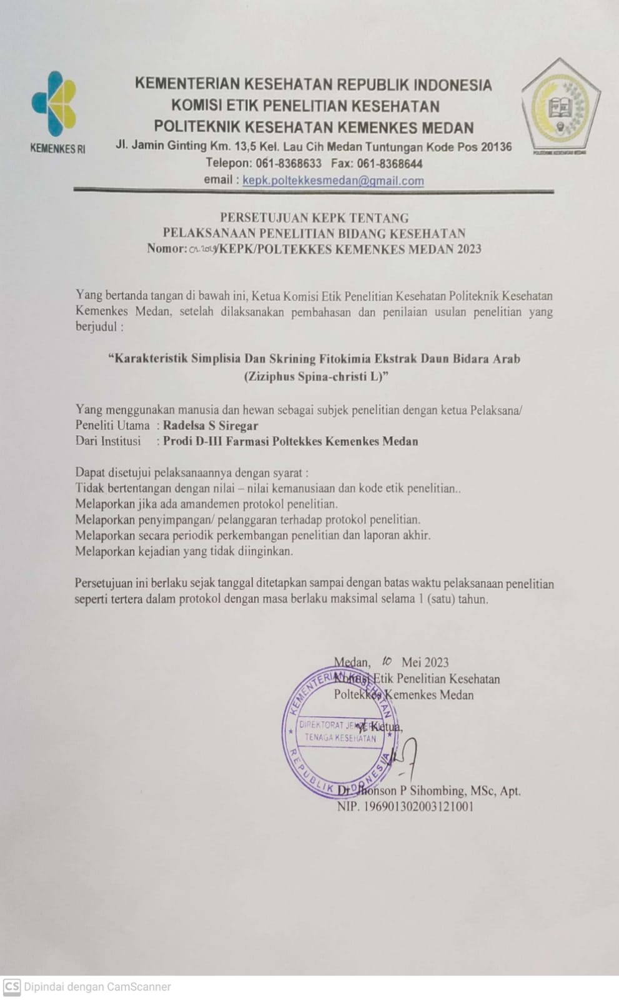 KEMENTERIAN KESEHATAN REPUBLIK INDONESIA
KOMISI ETIK PENELITIAN KESEHATAN
POLITEKNIK KESEHATAN KEMENKES MEDAN
KEMENKES RI
Jl. Jamin Ginting Km. 13,5 Kel. Lau Cih Medan Tuntungan Kode Pos 20136
POLITEKNIK KESEHATAN MEDAN
Telepon: 061-8368633 Fax: 061-8368644
email : kepk.poltekkesmedan@gmail.com
PERSETUJUAN KEPK TENTANG
PELAKSANAAN PENELITIAN BIDANG KESEHATAN
Nomor: /KEPK/POLTEKKES KEMENKES MEDAN 2023
Yang bertanda tangan di bawah ini, Ketua Komisi Etik Penelitian Kesehatan Politeknik Kesehatan
Kemenkes Medan, setelah dilaksanakan pembahasan dan penilaian usulan penelitian yang
berjudul :
“Karakteristik Simplisia Dan Skrining Fitokimia Ekstrak Daun Bidara Arab
(Ziziphus Spina-christi L)”
Yang menggunakan manusia dan hewan sebagai subjek penelitian dengan ketua Pelaksana/
Peneliti Utama : Radelsa S Siregar
Dari Institusi : Prodi D-III Farmasi Poltekkes Kemenkes Medan
Dapat disetujui pelaksanaannya dengan syarat :
Tidak bertentangan dengan nilai – nilai kemanusiaan dan kode etik penelitian..
Melaporkan jika ada amandemen protokol penelitian.
Melaporkan penyimpangan/ pelanggaran terhadap protokol penelitian.
Melaporkan secara periodik perkembangan penelitian dan laporan akhir.
Melaporkan kejadian yang tidak diinginkan.
Persetujuan ini berlaku sejak tanggal ditetapkan sampai dengan batas waktu pelaksanaan penelitian
seperti tertera dalam protokol dengan masa berlaku maksimal selama 1 (satu) tahun.
Medan, 10 Mei 2023
Komisi Etik Penelitian Kesehatan
Poltekkes Kemenkes Medan
Ketua,
KEMENTERIAN KESEHATAN
DIREKTORAT JENDERAL
TENAGA KESEHATAN
REPUBLIK INDONESIA
Dr. Jhonson P Sihombing, MSc, Apt.
NIP. 196901302003121001
CS Dipindai dengan CamScanner